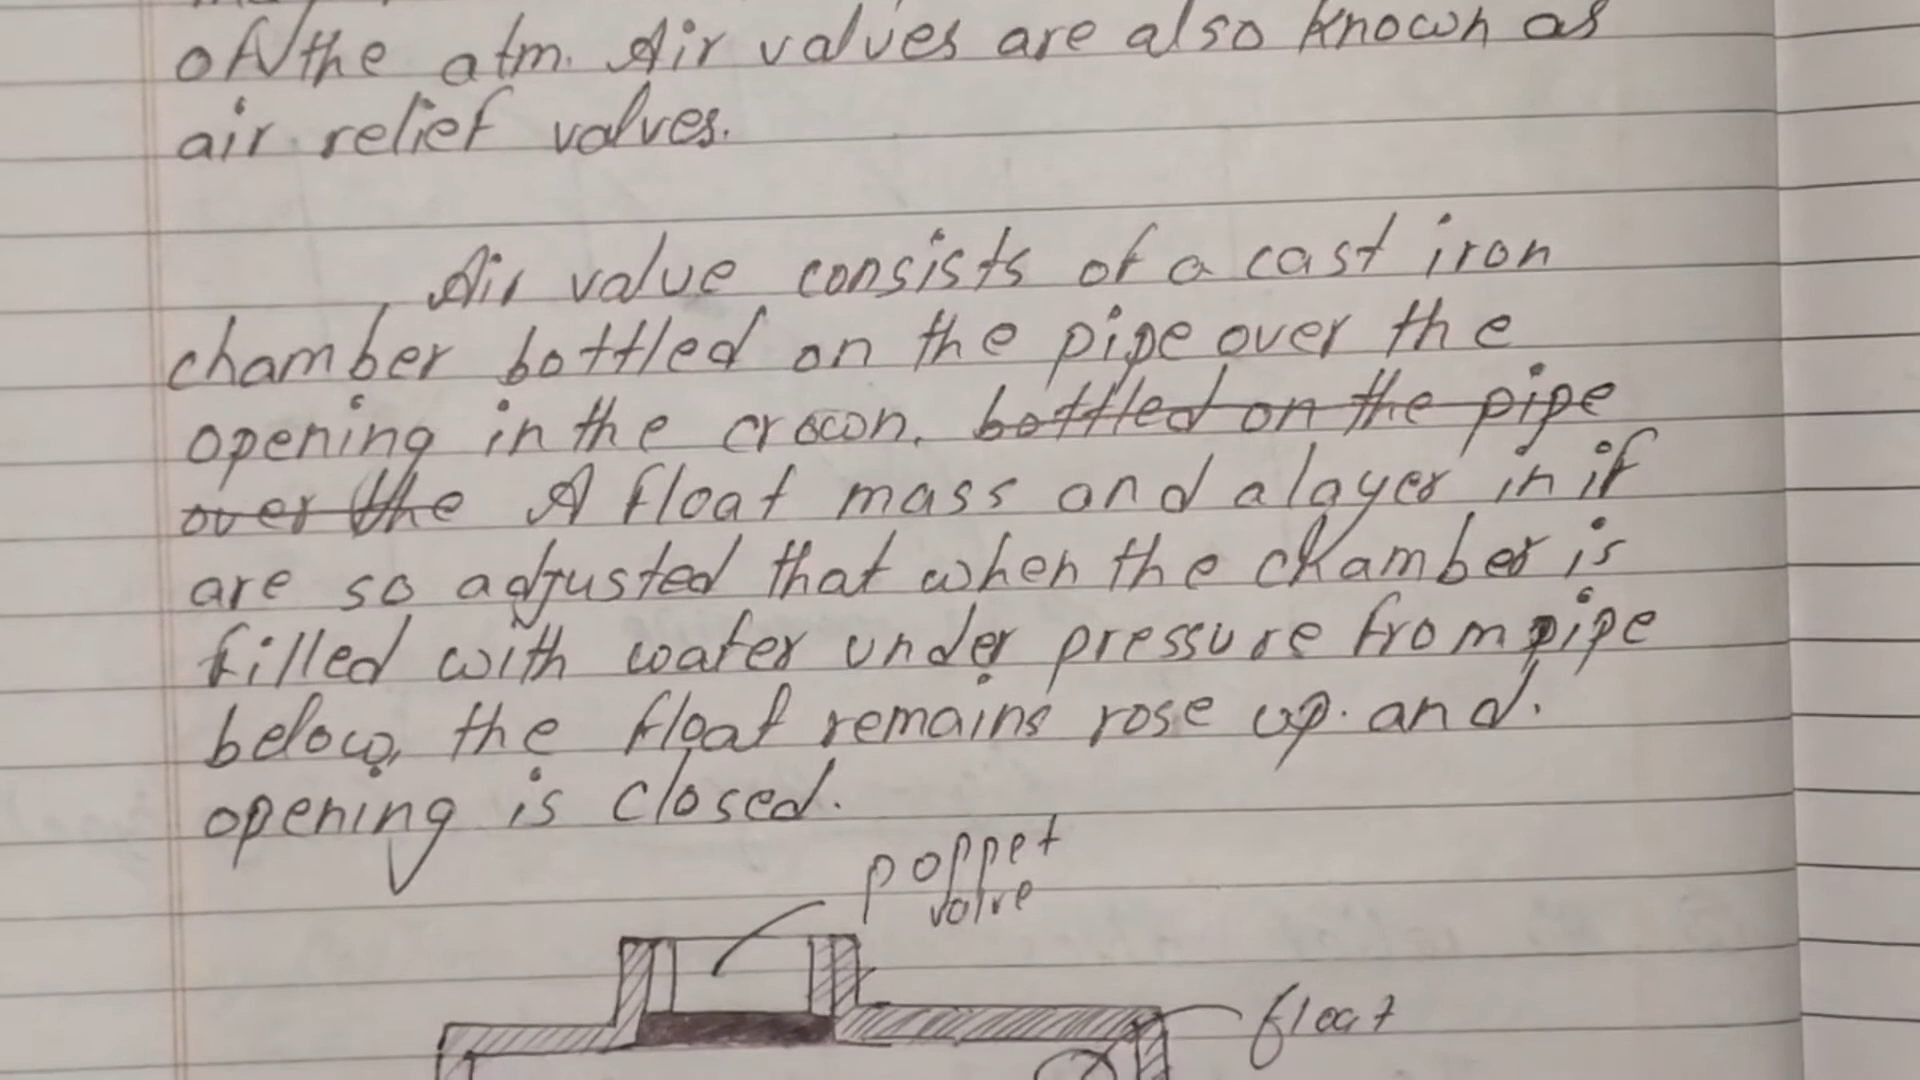 of the atm. Air valves are also known as
air relief valves.
Air value consists of a cast iron
chamber bottled on the pipe over the
opening in the crown. bottled on the pipe
over the A float mass and a layer in if
are so adjusted that when the chamber is
filled with water under pressure from pipe
below, the float remains rose up. and.
opening is closed.
poppet
valve
float